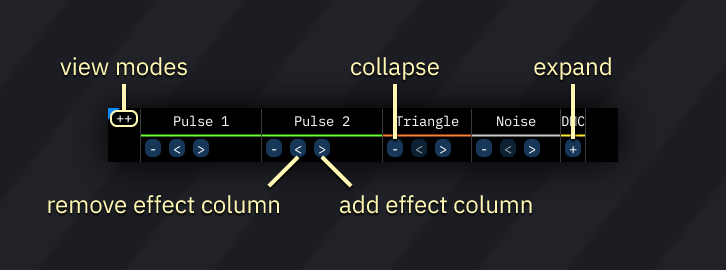 view modes collapse expand
++ Pulse 1 Pulse 2 Triangle Noise DMC
- < > - < > - < > - < > +
remove effect column add effect column